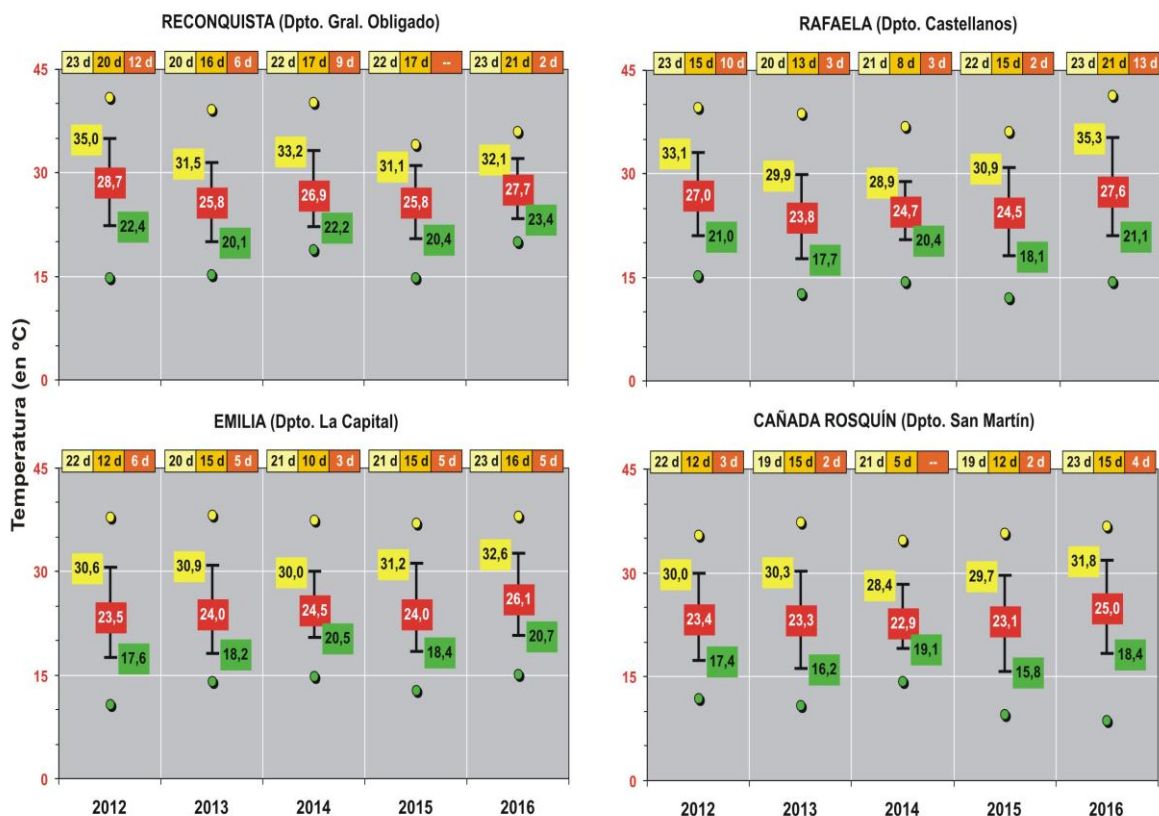 RECONQUISTA (Dpto. Gral. Obligado)
23 d 20 d 12 d 20 d 16 d 6 d 22 d 17 d 9 d 22 d 17 d -- 23 d 21 d 2 d
45
30
15
0
35,0 31,5 33,2 31,1 32,1
28,7 25,8 26,9 25,8 27,7
22,4 20,1 22,2 20,4 23,4
RAFAELA (Dpto. Castellanos)
23 d 15 d 10 d 20 d 13 d 3 d 21 d 8 d 3 d 22 d 15 d 2 d 23 d 21 d 13 d
45
30
15
0
33,1 29,9 28,9 30,9 35,3
27,0 23,8 24,7 24,5 27,6
21,0 17,7 20,4 18,1 21,1
Temperatura (en ºC)
EMILIA (Dpto. La Capital)
22 d 12 d 6 d 20 d 15 d 5 d 21 d 10 d 3 d 21 d 15 d 5 d 23 d 16 d 5 d
45
30
15
0
30,6 30,9 30,0 31,2 32,6
23,5 24,0 24,5 24,0 26,1
17,6 18,2 20,5 18,4 20,7
2012 2013 2014 2015 2016
CAÑADA ROSQUÍN (Dpto. San Martín)
22 d 12 d 3 d 19 d 15 d 2 d 21 d 5 d -- 19 d 12 d 2 d 23 d 15 d 4 d
45
30
15
0
30,0 30,3 28,4 29,7 31,8
23,4 23,3 22,9 23,1 25,0
17,4 16,2 19,1 15,8 18,4
2012 2013 2014 2015 2016